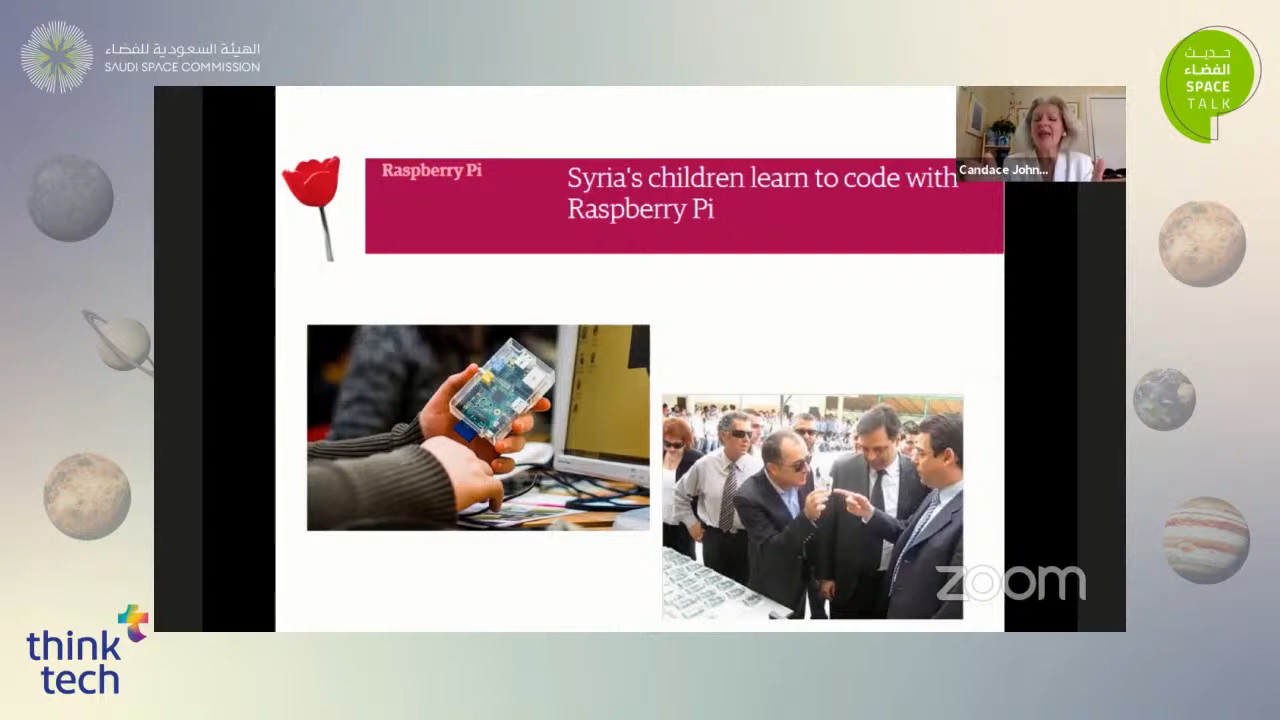 الهيئة السعودية للفضاء
SAUDI SPACE COMMISSION
حديث
الفضاء
SPACE
TALK
Candace John...
Raspberry Pi
Syria's children learn to code with
Raspberry Pi
zoom
think
tech